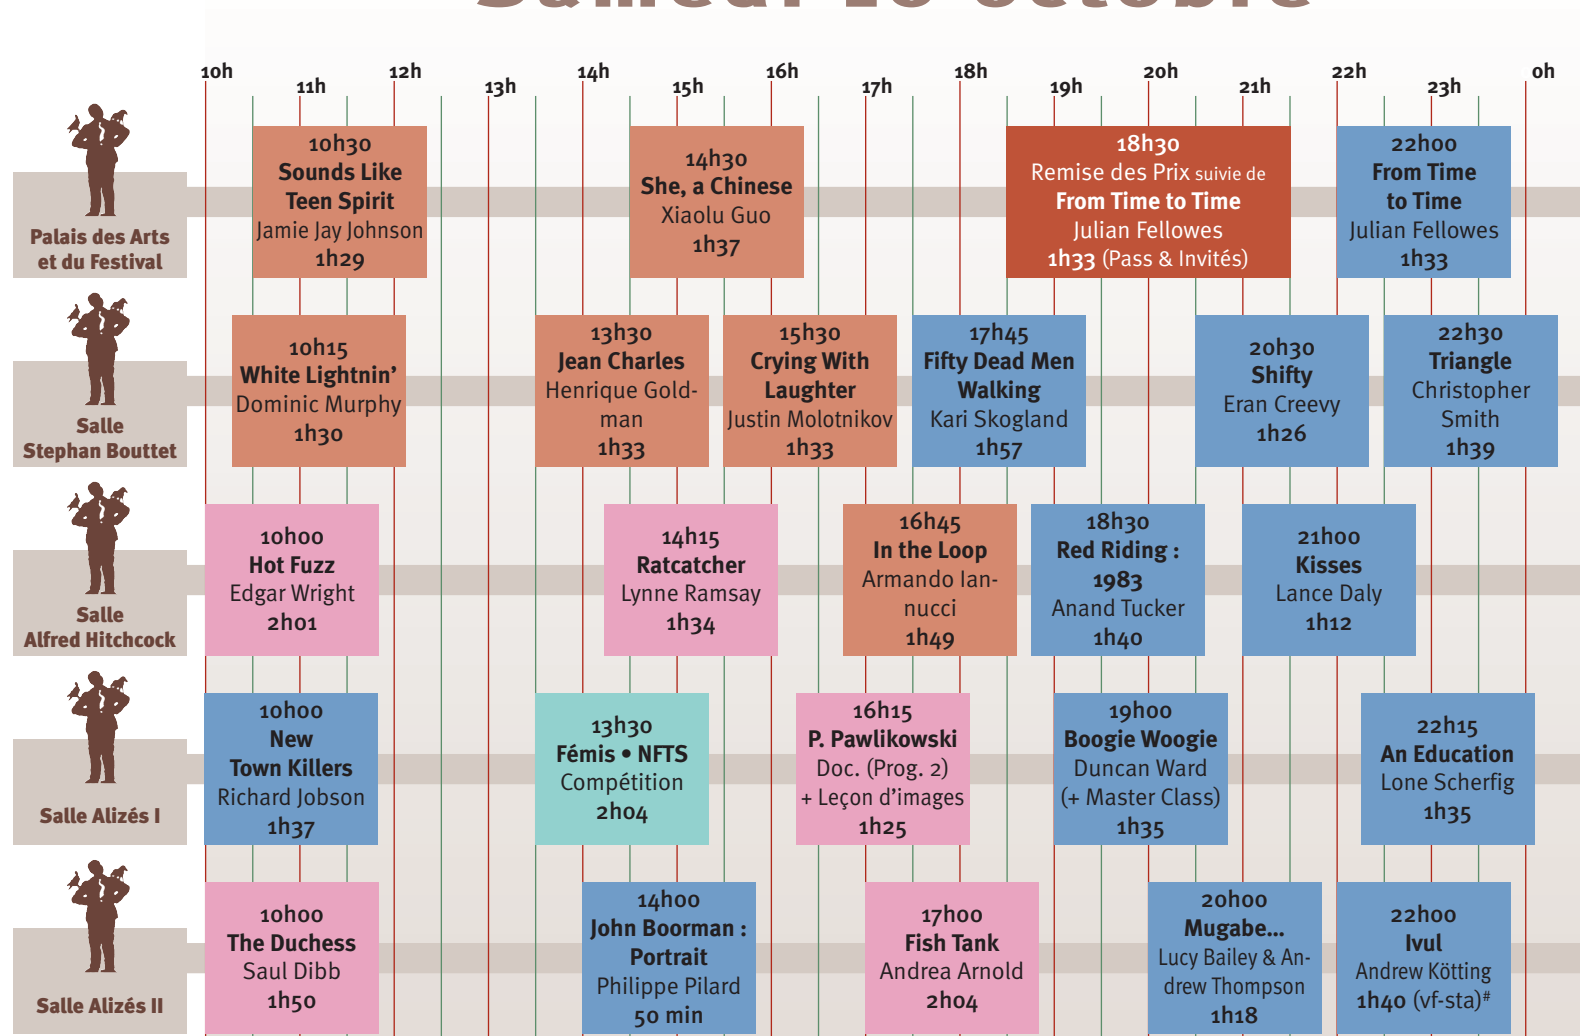 10h
11h
12h
13h
14h
15h
16h
17h
18h
19h
20h
21h
22h
23h
0h
Palais des Arts
et du Festival
10h30
Sounds Like
Teen Spirit
Jamie Jay Johnson
1h29
14h30
She, a Chinese
Xiaolu Guo
1h37
18h30
Remise des Prix suivie de
From Time to Time
Julian Fellowes
1h33 (Pass & Invités)
22h00
From Time
to Time
Julian Fellowes
1h33
Salle
Stephan Bouttet
10h15
White Lightnin’
Dominic Murphy
1h30
13h30
Jean Charles
Henrique Gold-
man
1h33
15h30
Crying With
Laughter
Justin Molotnikov
1h33
17h45
Fifty Dead Men
Walking
Kari Skogland
1h57
20h30
Shifty
Eran Creevy
1h26
22h30
Triangle
Christopher
Smith
1h39
Salle
Alfred Hitchcock
10h00
Hot Fuzz
Edgar Wright
2h01
14h15
Ratcatcher
Lynne Ramsay
1h34
16h45
In the Loop
Armando Ian-
nucci
1h49
18h30
Red Riding :
1983
Anand Tucker
1h40
21h00
Kisses
Lance Daly
1h12
Salle Alizés I
10h00
New
Town Killers
Richard Jobson
1h37
13h30
Fémis • NFTS
Compétition
2h04
16h15
P. Pawlikowski
Doc. (Prog. 2)
+ Leçon d’images
1h25
19h00
Boogie Woogie
Duncan Ward
(+ Master Class)
1h35
22h15
An Education
Lone Scherfig
1h35
Salle Alizés II
10h00
The Duchess
Saul Dibb
1h50
14h00
John Boorman :
Portrait
Philippe Pilard
50 min
17h00
Fish Tank
Andrea Arnold
2h04
20h00
Mugabe...
Lucy Bailey & An-
drew Thompson
1h18
22h00
Ivul
Andrew Kötting
1h40 (vf-sta)#